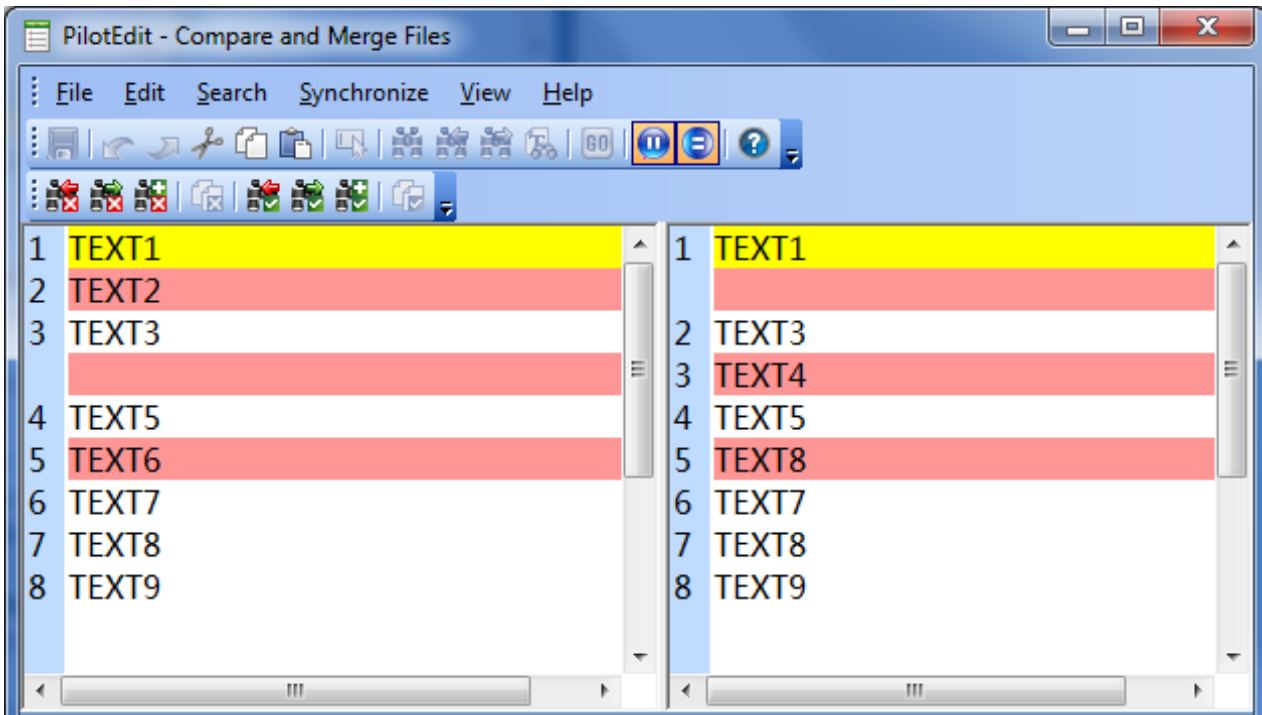 PilotEdit - Compare and Merge Files
File Edit Search Synchronize View Help
GO
1 TEXT1
2 TEXT2
3 TEXT3
4 TEXT5
5 TEXT6
6 TEXT7
7 TEXT8
8 TEXT9
1 TEXT1
2 TEXT3
3 TEXT4
4 TEXT5
5 TEXT8
6 TEXT7
7 TEXT8
8 TEXT9